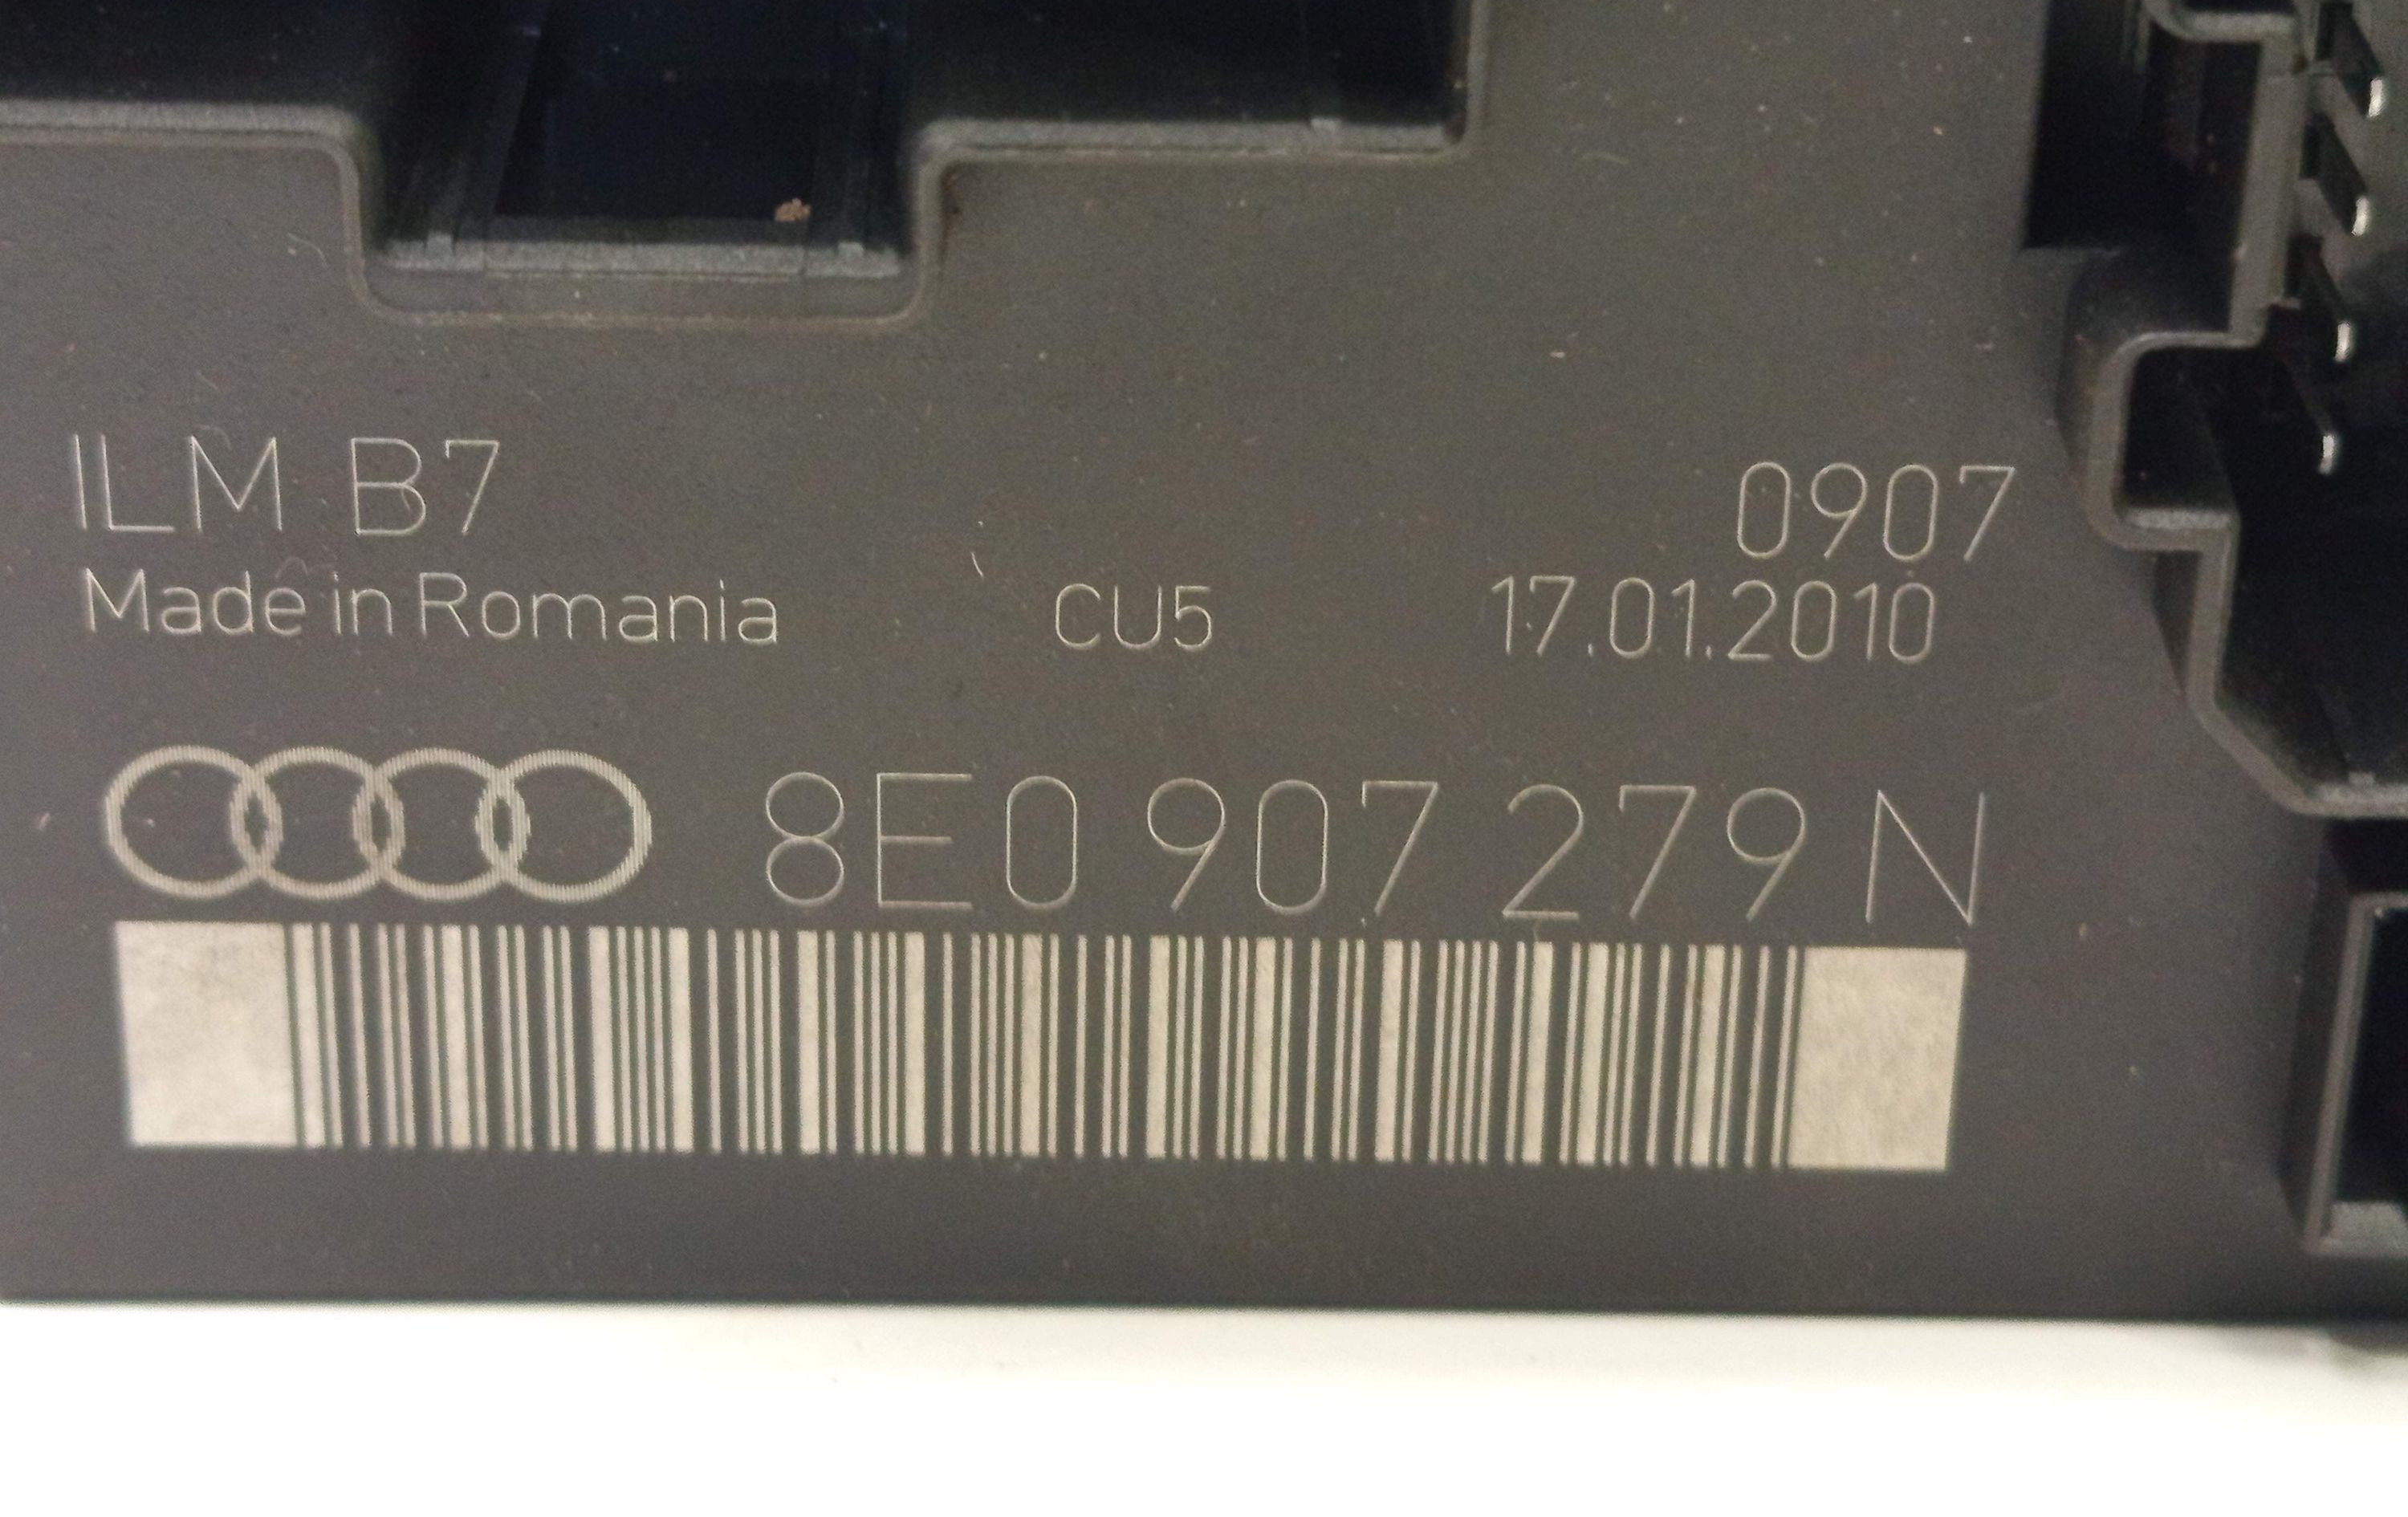 ILM B7 0907
Made in Romania CU5 17.01.2010
8E0 907 279 N